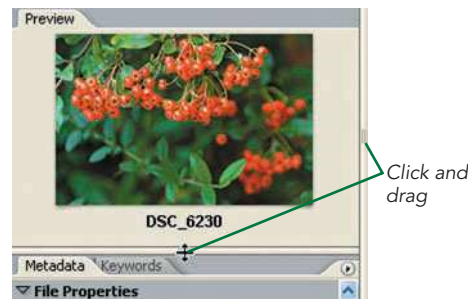 Preview
DSC_6230
Click and
drag
Metadata Keywords
File Properties